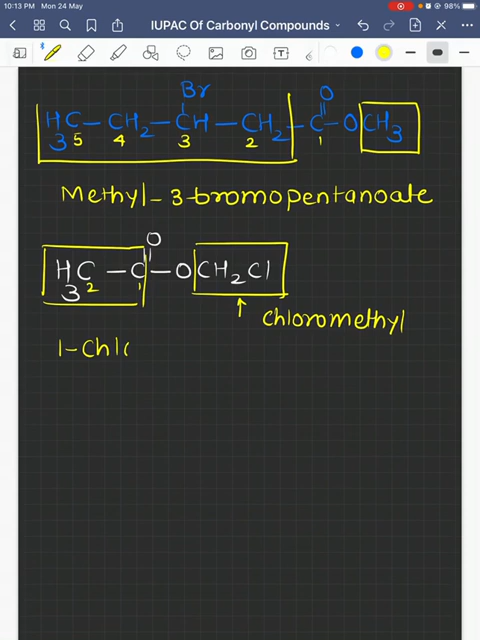 10:13 PM Mon 24 May 98%
IUPAC Of Carbonyl Compounds
T
Br
O
H3C – CH2 – CH – CH2 – C – O CH3
5 4 3 2 1
Methyl – 3-bromopentanoate
O
H3C – C – O CH2Cl
2 1
↑ Chloromethyl
1-Chlo